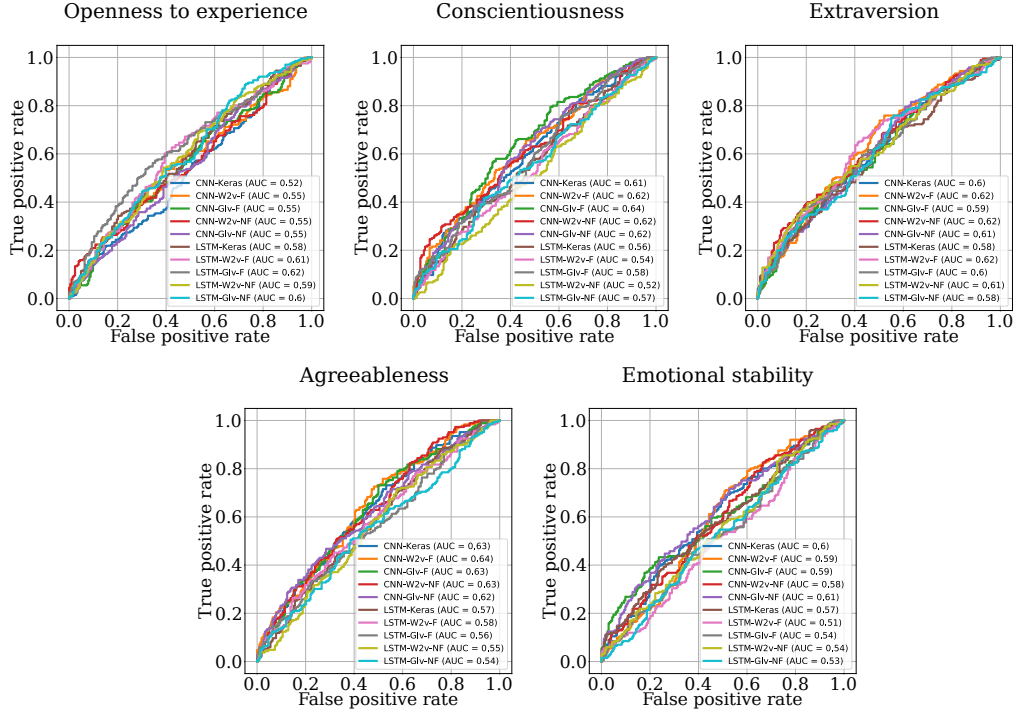 Openness to experience
True positive rate
1.0
0.8
0.6
0.4
0.2
0.0
CNN-Keras (AUC = 0.52)
CNN-W2v-F (AUC = 0.55)
CNN-Glv-F (AUC = 0.55)
CNN-W2v-NF (AUC = 0.55)
CNN-Glv-NF (AUC = 0.55)
LSTM-Keras (AUC = 0.58)
LSTM-W2v-F (AUC = 0.61)
LSTM-Glv-F (AUC = 0.62)
LSTM-W2v-NF (AUC = 0.59)
LSTM-Glv-NF (AUC = 0.6)
0.0 0.2 0.4 0.6 0.8 1.0
False positive rate
Conscientiousness
True positive rate
1.0
0.8
0.6
0.4
0.2
0.0
CNN-Keras (AUC = 0.61)
CNN-W2v-F (AUC = 0.62)
CNN-Glv-F (AUC = 0.64)
CNN-W2v-NF (AUC = 0.62)
CNN-Glv-NF (AUC = 0.62)
LSTM-Keras (AUC = 0.56)
LSTM-W2v-F (AUC = 0.54)
LSTM-Glv-F (AUC = 0.58)
LSTM-W2v-NF (AUC = 0.52)
LSTM-Glv-NF (AUC = 0.57)
0.0 0.2 0.4 0.6 0.8 1.0
False positive rate
Extraversion
True positive rate
1.0
0.8
0.6
0.4
0.2
0.0
CNN-Keras (AUC = 0.6)
CNN-W2v-F (AUC = 0.62)
CNN-Glv-F (AUC = 0.59)
CNN-W2v-NF (AUC = 0.62)
CNN-Glv-NF (AUC = 0.61)
LSTM-Keras (AUC = 0.58)
LSTM-W2v-F (AUC = 0.62)
LSTM-Glv-F (AUC = 0.6)
LSTM-W2v-NF (AUC = 0.61)
LSTM-Glv-NF (AUC = 0.58)
0.0 0.2 0.4 0.6 0.8 1.0
False positive rate
Agreeableness
True positive rate
1.0
0.8
0.6
0.4
0.2
0.0
CNN-Keras (AUC = 0,63)
CNN-W2v-F (AUC = 0,64)
CNN-Glv-F (AUC = 0,63)
CNN-W2v-NF (AUC = 0,63)
CNN-Glv-NF (AUC = 0,62)
LSTM-Keras (AUC = 0.57)
LSTM-W2v-F (AUC = 0.58)
LSTM-Glv-F (AUC = 0.56)
LSTM-W2v-NF (AUC = 0.55)
LSTM-Glv-NF (AUC = 0.54)
0.0 0.2 0.4 0.6 0.8 1.0
False positive rate
Emotional stability
True positive rate
1.0
0.8
0.6
0.4
0.2
0.0
CNN-Keras (AUC = 0,6)
CNN-W2v-F (AUC = 0,59)
CNN-Glv-F (AUC = 0,59)
CNN-W2v-NF (AUC = 0,58)
CNN-Glv-NF (AUC = 0,61)
LSTM-Keras (AUC = 0.57)
LSTM-W2v-F (AUC = 0.51)
LSTM-Glv-F (AUC = 0.54)
LSTM-W2v-NF (AUC = 0.54)
LSTM-Glv-NF (AUC = 0.53)
0.0 0.2 0.4 0.6 0.8 1.0
False positive rate